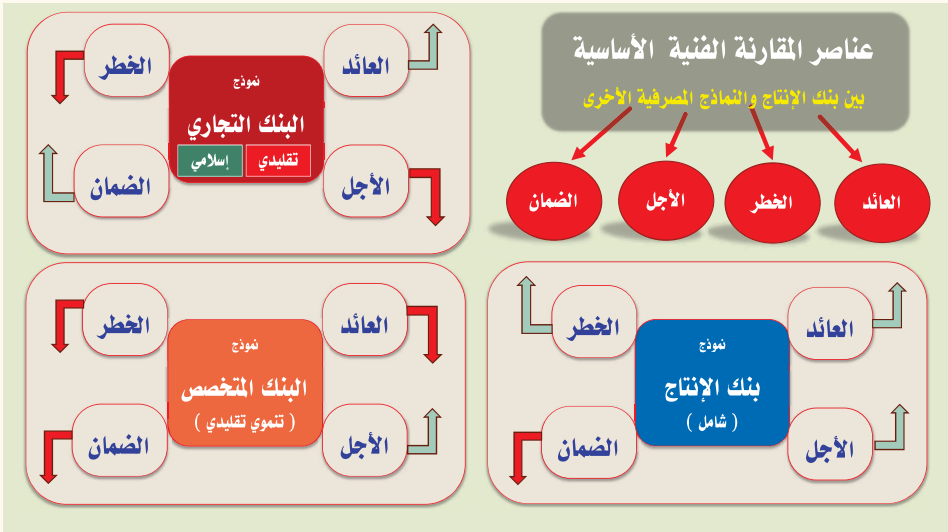 عناصر المقارنة الفنية الأساسية
بين بنك الإنتاج والنماذج المصرفية الأخرى
العائد
الخطر
الأجل
الضمان
العائد
الخطر
نموذج
البنك التجاري
تقليدي
إسلامي
الأجل
الضمان
العائد
الخطر
نموذج
بنك الإنتاج
( شامل )
الأجل
الضمان
العائد
الخطر
نموذج
البنك المتخصص
( تنموي تقليدي )
الأجل
الضمان